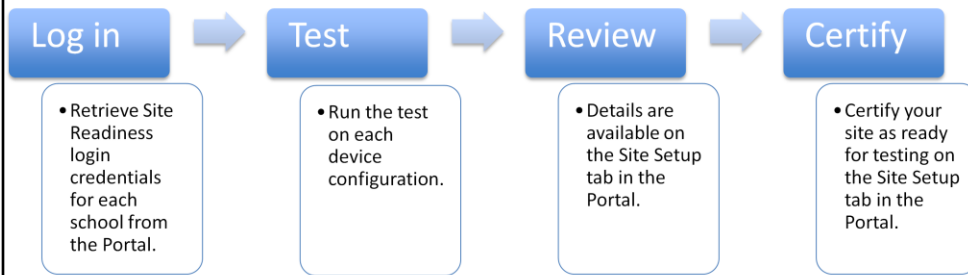 Log in
• Retrieve Site
Readiness
login
credentials
for each
school from
the Portal.
Test
• Run the test
on each
device
configuration.
Review
• Details are
available on
the Site Setup
tab in the
Portal.
Certify
• Certify your
site as ready
for testing on
the Site Setup
tab in the
Portal.